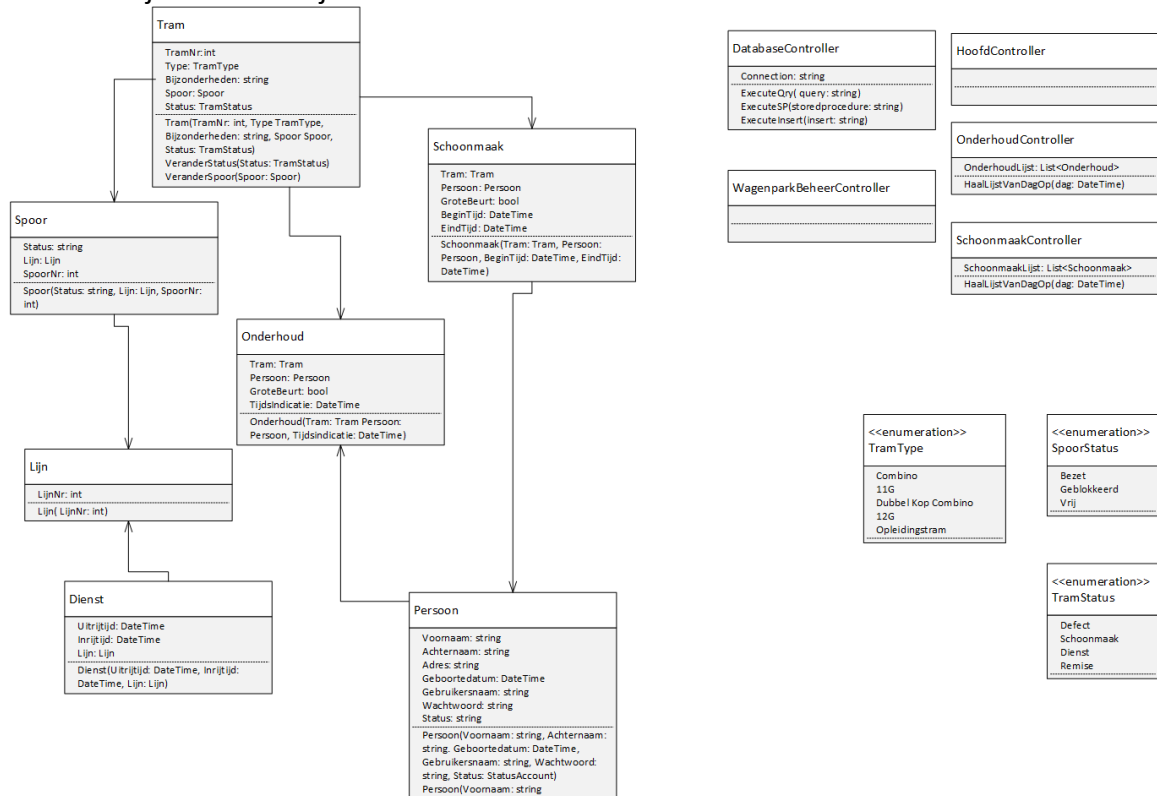 Tram
TramNr:int
Type: TramType
Bijzonderheden: string
Spoor: Spoor
Status: TramStatus
Tram(TramNr: int, Type TramType,
Bijzonderheden: string, Spoor Spoor,
Status: TramStatus)
VeranderStatus(Status: TramStatus)
VeranderSpoor(Spoor: Spoor)
Schoonmaak
Tram: Tram
Persoon: Persoon
GroteBeurt: bool
BeginTijd: DateTime
EindTijd: DateTime
Schoonmaak(Tram: Tram, Persoon:
Persoon, BeginTijd: DateTime, EindTijd:
DateTime)
Spoor
Status: string
Lijn: Lijn
SpoorNr: int
Spoor(Status: string, Lijn: Lijn, SpoorNr:
int)
Onderhoud
Tram: Tram
Persoon: Persoon
GroteBeurt: bool
TijdsIndicatie: DateTime
Onderhoud(Tram: Tram Persoon:
Persoon, Tijdsindicatie: DateTime)
Lijn
LijnNr: int
Lijn( LijnNr: int)
Dienst
Uitrijtijd: DateTime
Inrijtijd: DateTime
Lijn: Lijn
Dienst(Uitrijtijd: DateTime, Inrijtijd:
DateTime, Lijn: Lijn)
Persoon
Voornaam: string
Achternaam: string
Adres: string
Geboortedatum: DateTime
Gebruikersnaam: string
Wachtwoord: string
Status: string
Persoon(Voornaam: string, Achternaam:
string. Geboortedatum: DateTime,
Gebruikersnaam: string, Wachtwoord:
string, Status: StatusAccount)
Persoon(Voornaam: string
DatabaseController
Connection: string
ExecuteQry( query: string)
ExecuteSP(storedprocedure: string)
ExecuteInsert(insert: string)
HoofdController
OnderhoudController
OnderhoudLijst: List<Onderhoud>
HaalLijstVanDagOp(dag: DateTime)
WagenparkBeheerController
SchoonmaakController
SchoonmaakLijst: List<Schoonmaak>
HaalLijstVanDagOp(dag: DateTime)
<<enumeration>>
TramType
Combino
11G
Dubbel Kop Combino
12G
Opleidingstram
<<enumeration>>
SpoorStatus
Bezet
Geblokkeerd
Vrij
<<enumeration>>
TramStatus
Defect
Schoonmaak
Dienst
Remise